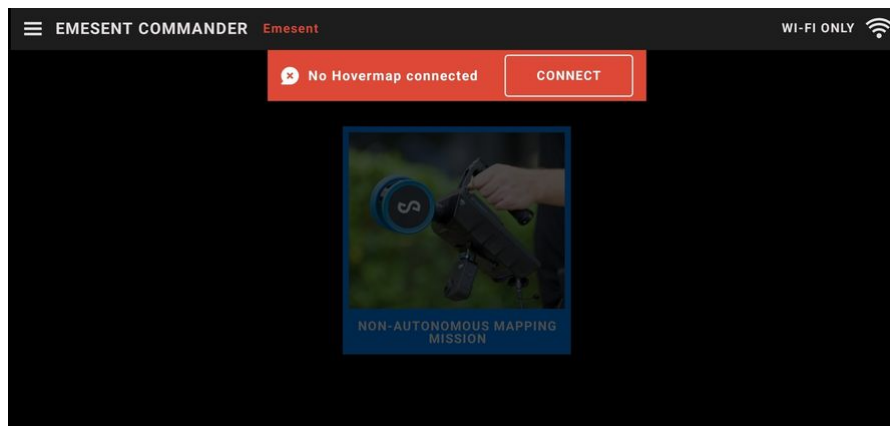 EMESENT COMMANDER Emesent WI-FI ONLY
No Hovermap connected CONNECT
NON-AUTONOMOUS MAPPING
MISSION